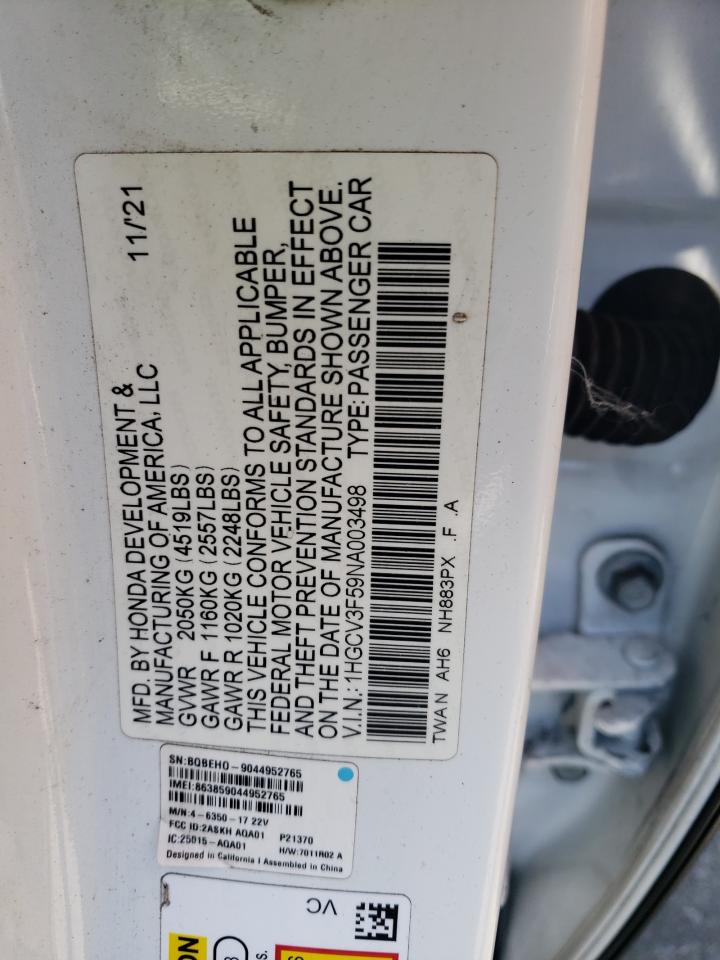 MFD. BY HONDA DEVELOPMENT & 11/'21
MANUFACTURING OF AMERICA, LLC
GVWR 2050KG (4519LBS)
GAWR F 1160KG (2557LBS)
GAWR R 1020KG (2248LBS)
THIS VEHICLE CONFORMS TO ALL APPLICABLE
FEDERAL MOTOR VEHICLE SAFETY, BUMPER,
AND THEFT PREVENTION STANDARDS IN EFFECT
ON THE DATE OF MANUFACTURE SHOWN ABOVE.
V.I.N.: 1HGCV3F59NA003498 TYPE: PASSENGER CAR
TWA N AH6 NH883PX .F .A
SN:BQBEHQ-9044952765
IMEI:863859044952765
M/N:4-6350-17 22V
FCC ID:2ASKH AQA01 P21370
IC:25015-AQA01 H/W:7011R02 A
Designed in California | Assembled in China
VC
ON
s.